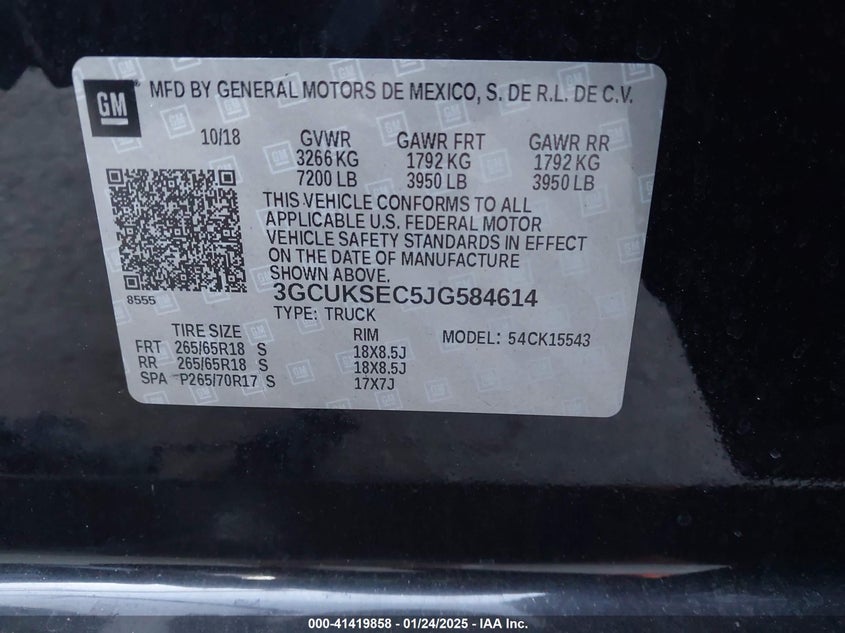 GM
MFD BY GENERAL MOTORS DE MEXICO, S. DE R.L. DE C.V.
10/18 GVWR GAWR FRT GAWR RR
3266 KG 1792 KG 1792 KG
7200 LB 3950 LB 3950 LB
THIS VEHICLE CONFORMS TO ALL
APPLICABLE U.S. FEDERAL MOTOR
VEHICLE SAFETY STANDARDS IN EFFECT
ON THE DATE OF MANUFACTURE
SHOWN ABOVE.
8555
3GCUKSEC5JG584614
TYPE: TRUCK
TIRE SIZE RIM MODEL: 54CK15543
FRT 265/65R18 S 18X8.5J
RR 265/65R18 S 18X8.5J
SPA P265/70R17 S 17X7J
000-41419858 - 01/24/2025 - IAA Inc.